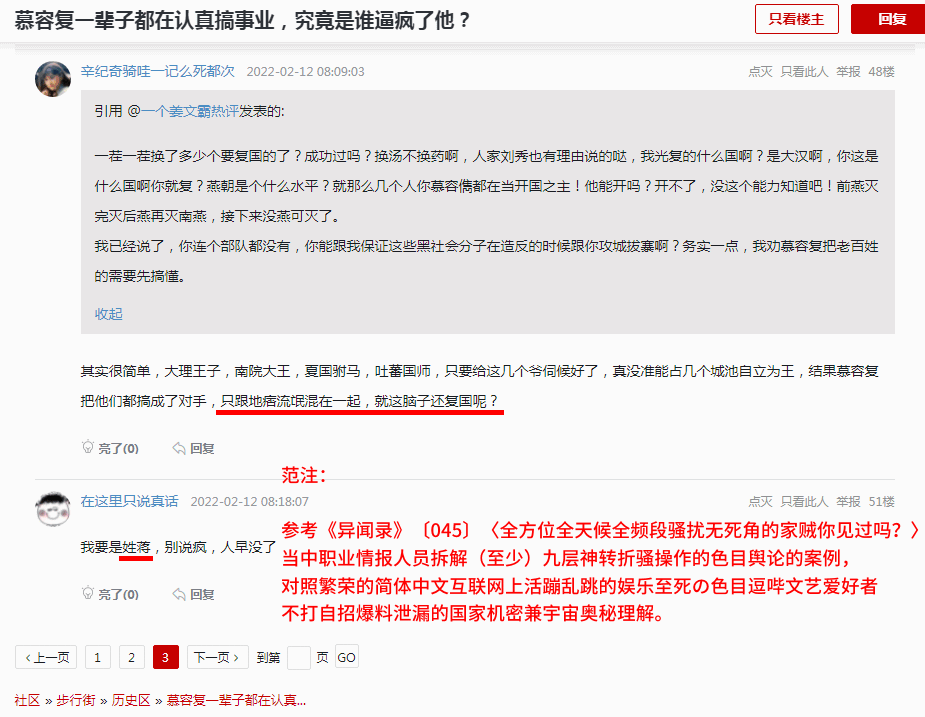 慕容复一辈子都在认真搞事业，究竟是谁逼疯了他？
只看楼主
回复
辛纪奇骑哇一记么死都次 2022-02-12 08:09:03
点灭 只看此人 举报 48楼
引用 @一个姜文霸热评发表的:
一茬一茬换了多少个要复国的了？成功过吗？换汤不换药啊，人家刘秀也有理由说的哒，我光复的什么国啊？是大汉啊，你这是
什么国啊你就复？燕朝是个什么水平？就那么几个人你慕容儁都在当开国之主！他能开吗？开不了，没这个能力知道吧！前燕灭
完灭后燕再灭南燕，接下来没燕可灭了。
我已经说了，你连个部队都没有，你能跟我保证这些黑社会分子在造反的时候跟你攻城拔寨啊？务实一点，我劝慕容复把老百姓
的需要先搞懂。
收起
其实很简单，大理王子，南院大王，夏国驸马，吐蕃国师，只要给这几个爷伺候好了，真没准能占几个城池自立为王，结果慕容复
把他们都搞成了对手，只跟地痞流氓混在一起，就这脑子还复国呢？
亮了(0) 回复
范注：
在这里只说真话 2022-02-12 08:18:07
点灭 只看此人 举报 51楼
参考《异闻录》〔045〕〈全方位全天候全频段骚扰无死角的家贼你见过吗？〉
我要是姓蒋，别说疯，人早没了
当中职业情报人员拆解（至少）九层神转折骚操作的色目舆论的案例，
对照繁荣的简体中文互联网上活蹦乱跳的娱乐至死の色目逗哔文艺爱好者
亮了(0) 回复
不打自招爆料泄漏的国家机密兼宇宙奥秘理解。
‹ 上一页 1 2 3 下一页 › 到第 页 GO
社区 » 步行街 » 历史区 » 慕容复一辈子都在认真...